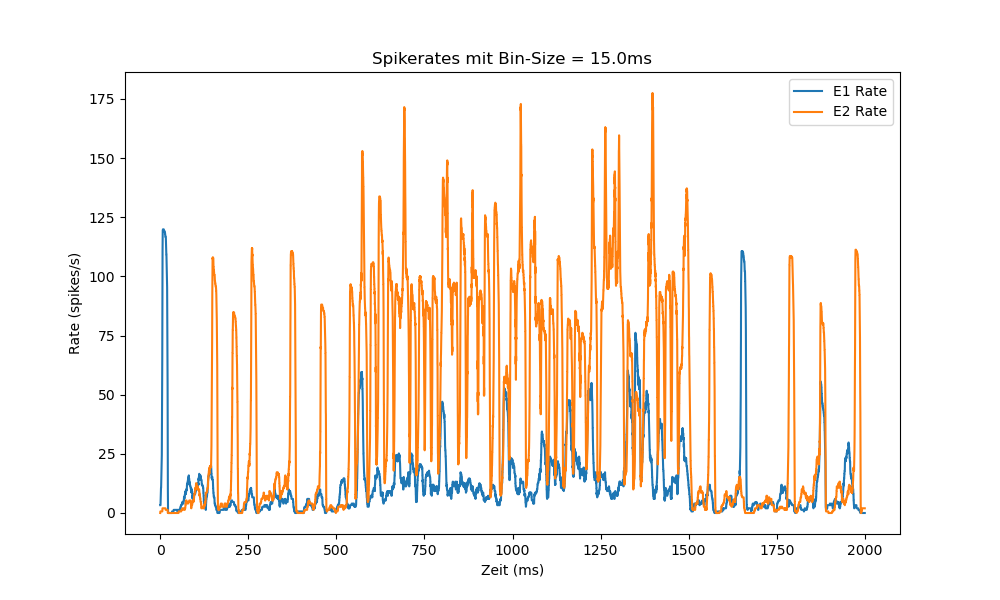 Spikerates mit Bin-Size = 15.0ms
E1 Rate
E2 Rate
Rate (spikes/s)
175
150
125
100
75
50
25
0
0 250 500 750 1000 1250 1500 1750 2000
Zeit (ms)